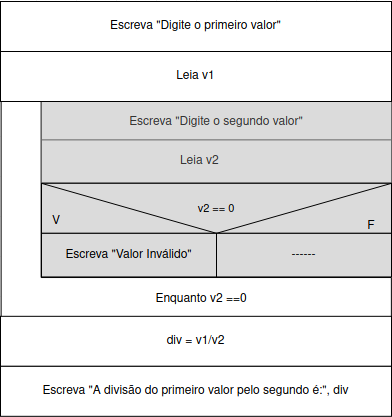 Escreva "Digite o primeiro valor"
Leia v1
Escreva "Digite o segundo valor"
Leia v2
v2 == 0
V
F
Escreva "Valor Inválido"
------
Enquanto v2 ==0
div = v1/v2
Escreva "A divisão do primeiro valor pelo segundo é:", div